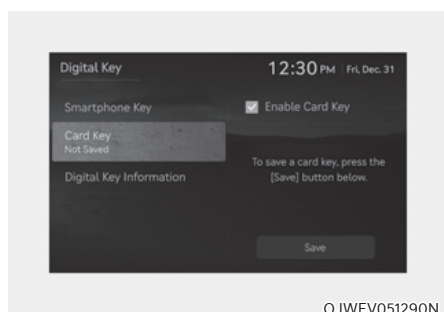 Digital Key
12:30 PM Fri, Dec. 31
Smartphone Key
Enable Card Key
Card Key
Not Saved
To save a card key, press the
[Save] button below.
Digital Key Information
Save
OJWEV051290N